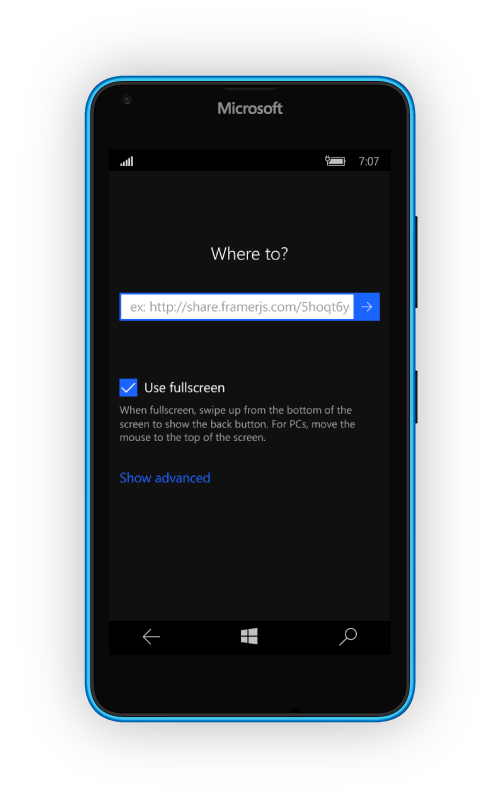 Microsoft
7:07
Where to?
ex: http://share.framerjs.com/5hoqt6y
Use fullscreen
When fullscreen, swipe up from the bottom of the
screen to show the back button. For PCs, move the
mouse to the top of the screen.
Show advanced